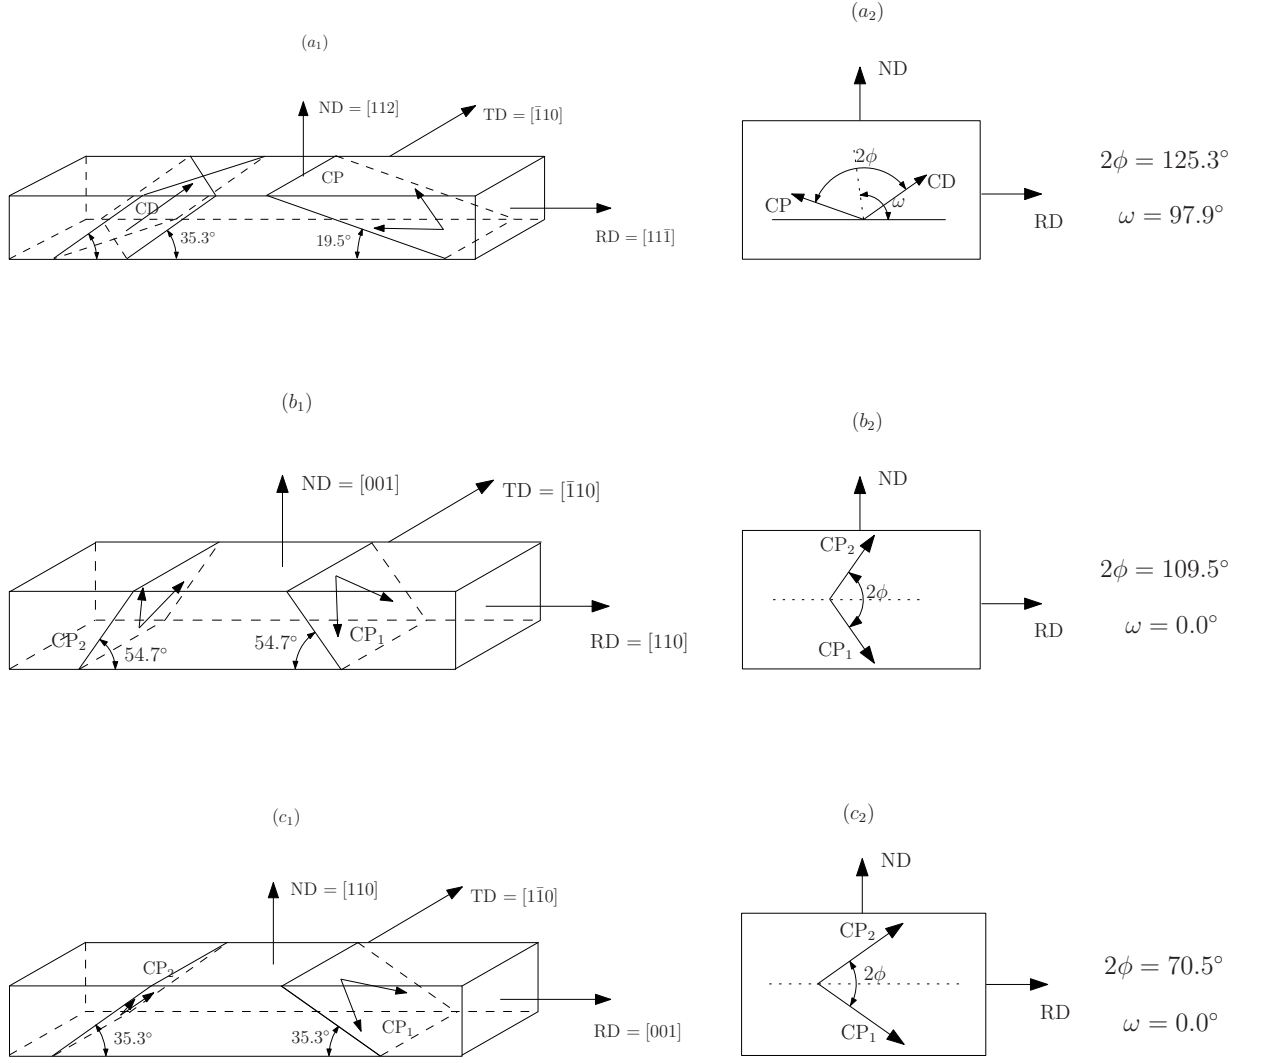 (a₁)
(a₂)
ND = [112]
TD = [1̄10]
CP
CD
35.3°
19.5°
RD = [111̄]
ND
2ϕ
CD
CP
ω
RD
2ϕ = 125.3°
ω = 97.9°
(b₁)
(b₂)
ND = [001]
TD = [1̄10]
CP₂
54.7°
54.7°
CP₁
RD = [110]
ND
CP₂
2ϕ
CP₁
RD
2ϕ = 109.5°
ω = 0.0°
(c₁)
(c₂)
ND = [110]
TD = [11̄0]
CP₂
35.3°
35.3°
CP₁
RD = [001]
ND
CP₂
2ϕ
CP₁
RD
2ϕ = 70.5°
ω = 0.0°